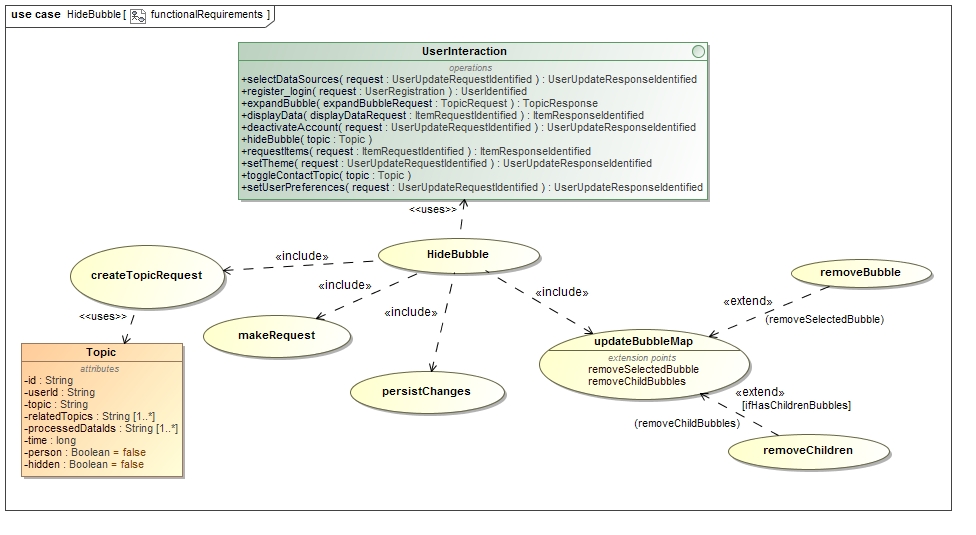 use case HideBubble [ functionalRequirements ]
UserInteraction
operations
+selectDataSources( request : UserUpdateRequestIdentified ) : UserUpdateResponseIdentified
+register_login( request : UserRegistration ) : UserIdentified
+expandBubble( expandBubbleRequest : TopicRequest ) : TopicResponse
+displayData( displayDataRequest : ItemRequestIdentified ) : ItemResponseIdentified
+deactivateAccount( request : UserUpdateRequestIdentified ) : UserUpdateResponseIdentified
+hideBubble( topic : Topic )
+requestItems( request : ItemRequestIdentified ) : ItemResponseIdentified
+setTheme( request : UserUpdateRequestIdentified ) : UserUpdateResponseIdentified
+toggleContactTopic( topic : Topic )
+setUserPreferences( request : UserUpdateRequestIdentified ) : UserUpdateResponseIdentified
<<uses>>
HideBubble
«include»
createTopicRequest
<<uses>>
Topic
attributes
-id : String
-userId : String
-topic : String
-relatedTopics : String [1..*]
-processedDataIds : String [1..*]
-time : long
-person : Boolean = false
-hidden : Boolean = false
«include»
makeRequest
«include»
persistChanges
«include»
updateBubbleMap
extension points
removeSelectedBubble
removeChildBubbles
removeBubble
«extend»
(removeSelectedBubble)
«extend»
[ifHasChildrenBubbles]
(removeChildBubbles)
removeChildren